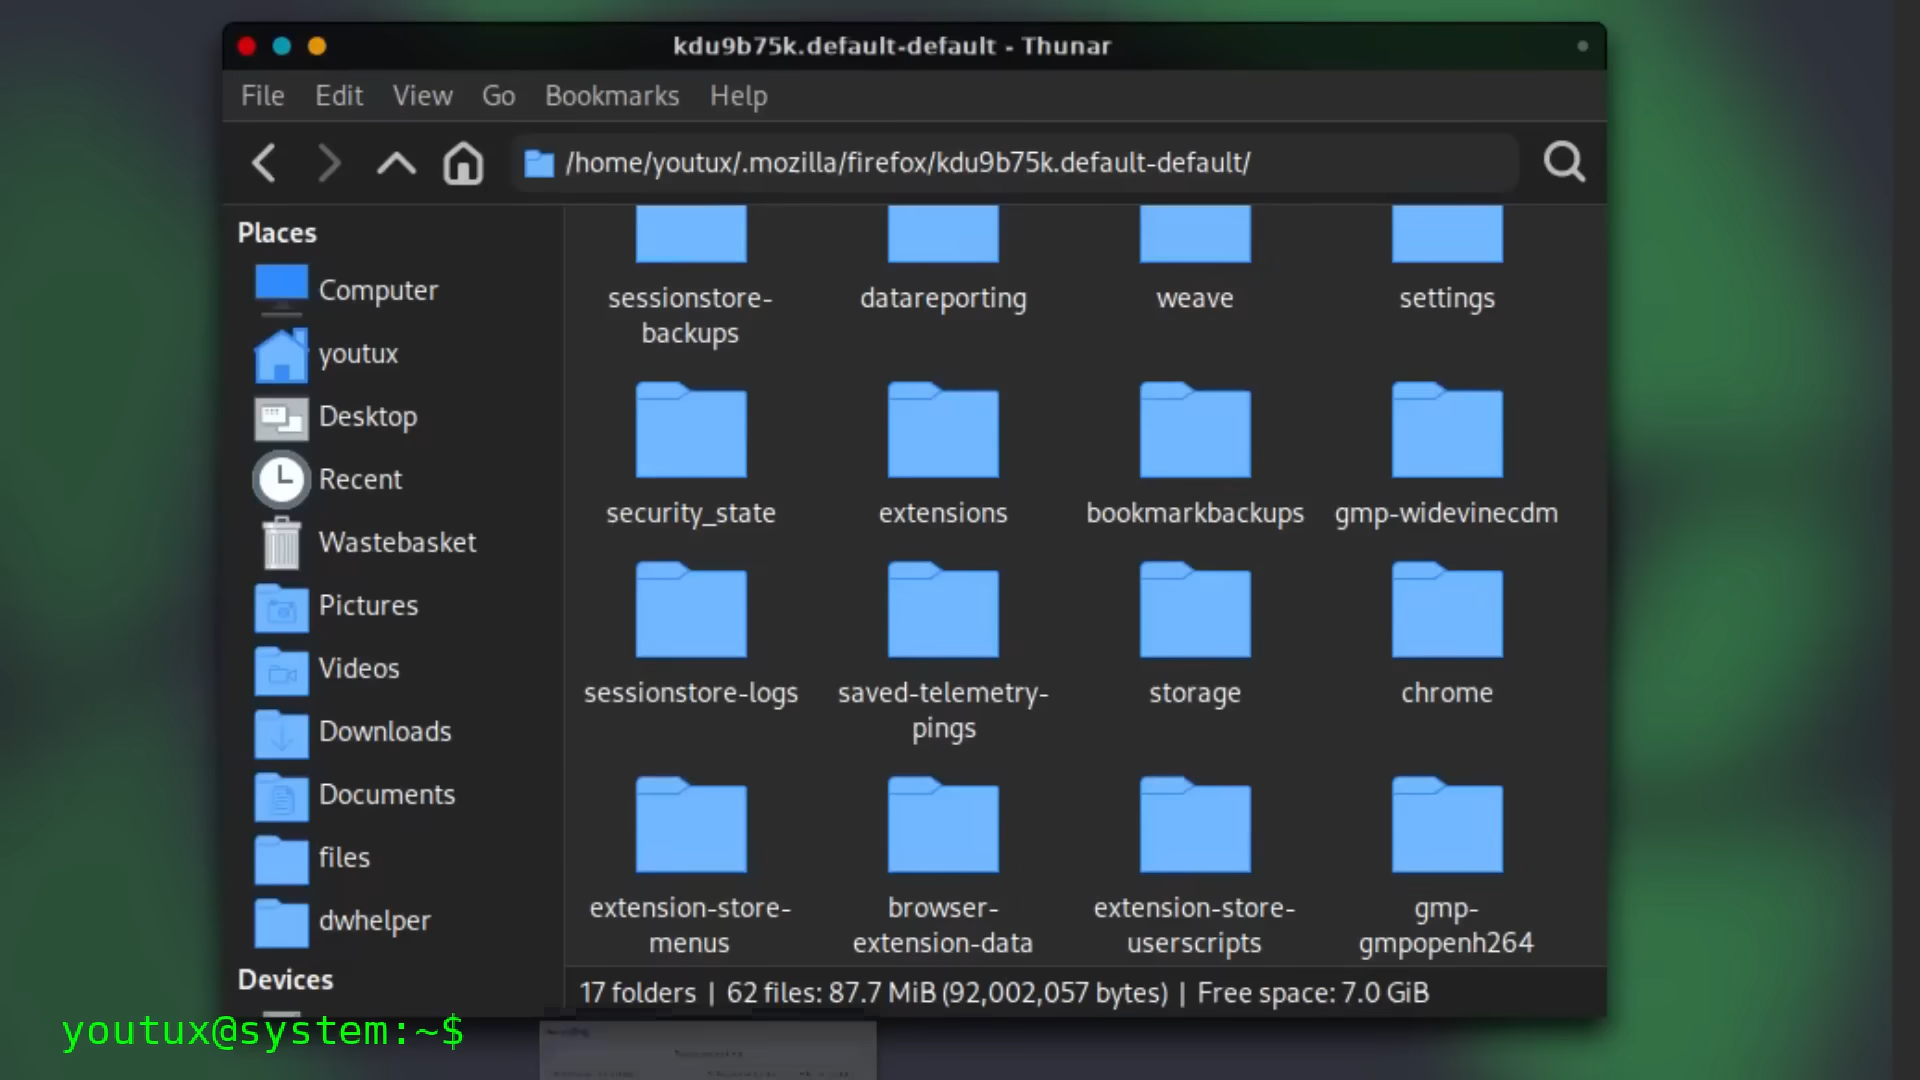 kdu9b75k.default-default - Thunar
File Edit View Go Bookmarks Help
/home/youtux/.mozilla/firefox/kdu9b75k.default-default/
Places
Computer
youtux
Desktop
Recent
Wastebasket
Pictures
Videos
Downloads
Documents
files
dwhelper
Devices
sessionstore-
backups
datareporting
weave
settings
security_state
extensions
bookmarkbackups
gmp-widevinecdm
sessionstore-logs
saved-telemetry-
pings
storage
chrome
extension-store-
menus
browser-
extension-data
extension-store-
userscripts
gmp-
gmpopenh264
17 folders | 62 files: 87.7 MiB (92,002,057 bytes) | Free space: 7.0 GiB
youtux@system:~$